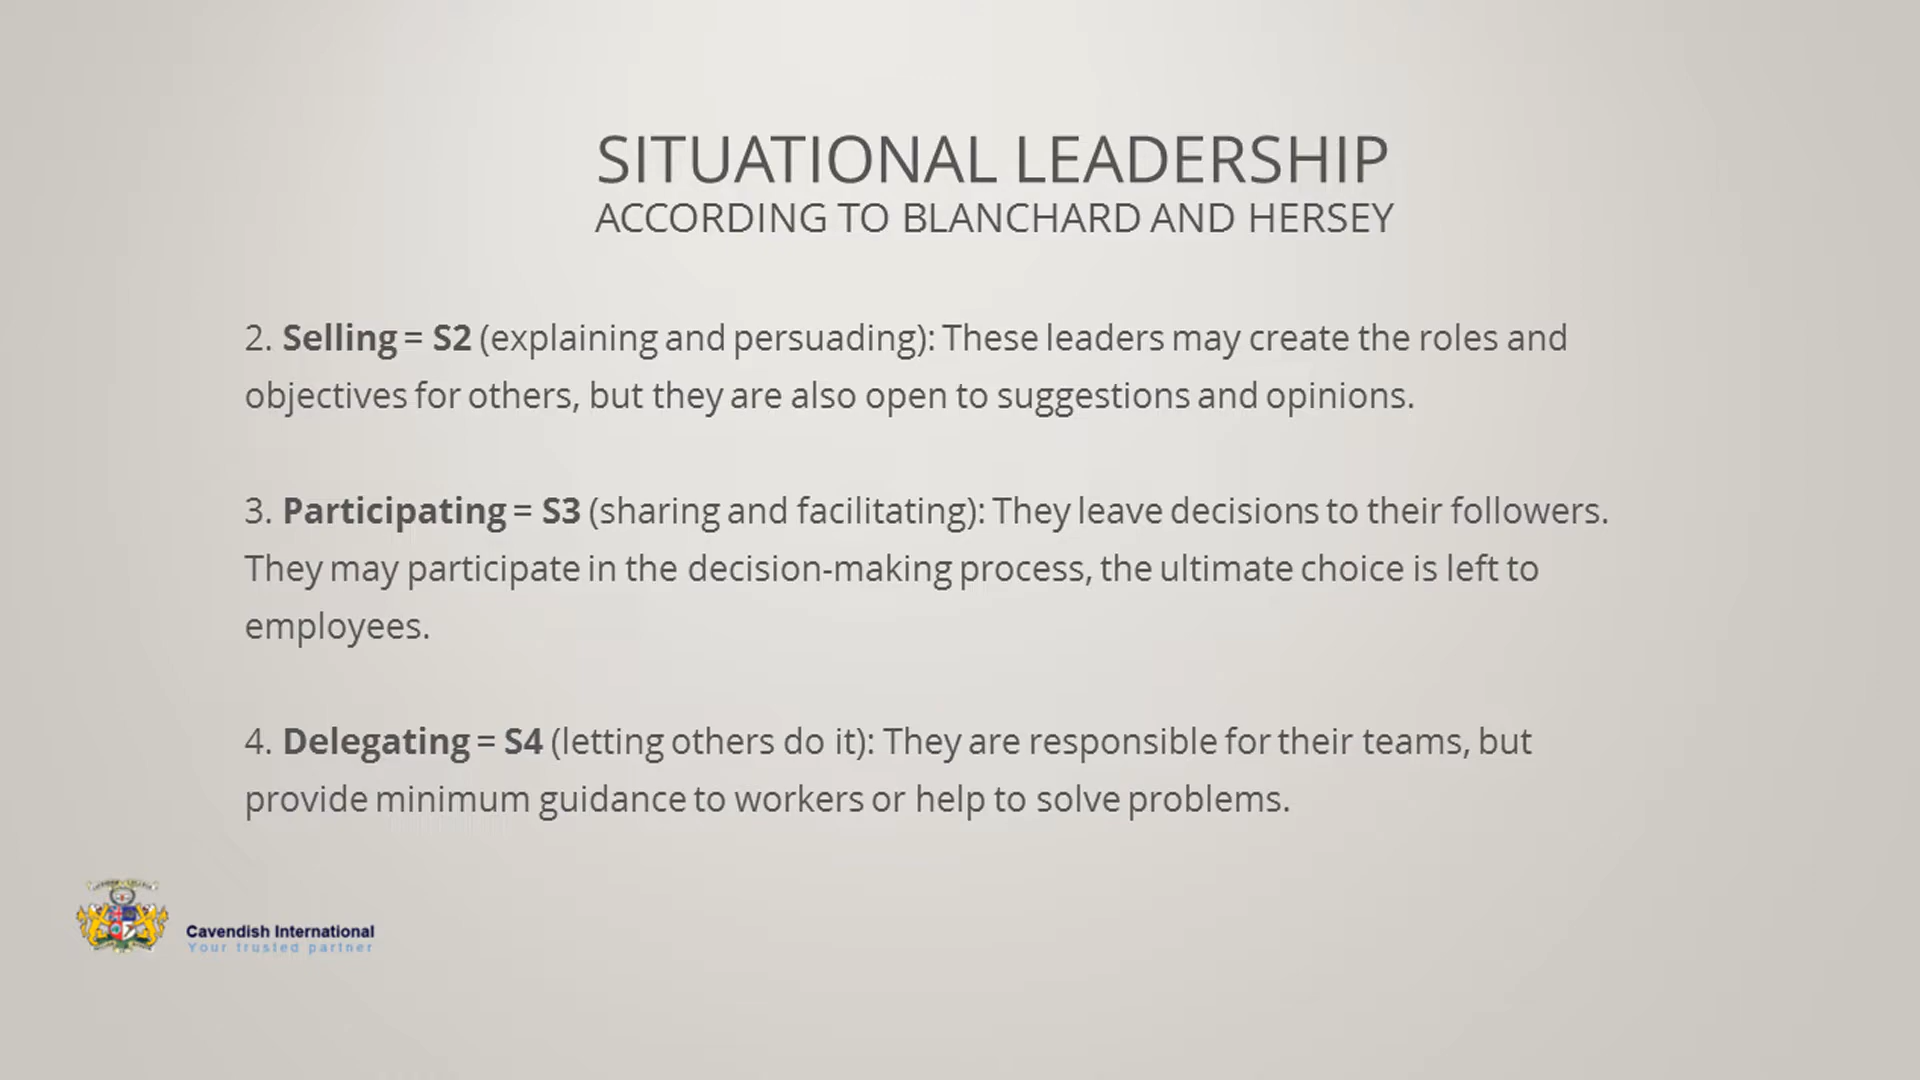 SITUATIONAL LEADERSHIP
ACCORDING TO BLANCHARD AND HERSEY
2. Selling = S2 (explaining and persuading): These leaders may create the roles and
objectives for others, but they are also open to suggestions and opinions.
3. Participating = S3 (sharing and facilitating): They leave decisions to their followers.
They may participate in the decision-making process, the ultimate choice is left to
employees.
4. Delegating = S4 (letting others do it): They are responsible for their teams, but
provide minimum guidance to workers or help to solve problems.
Cavendish International
Your trusted partner